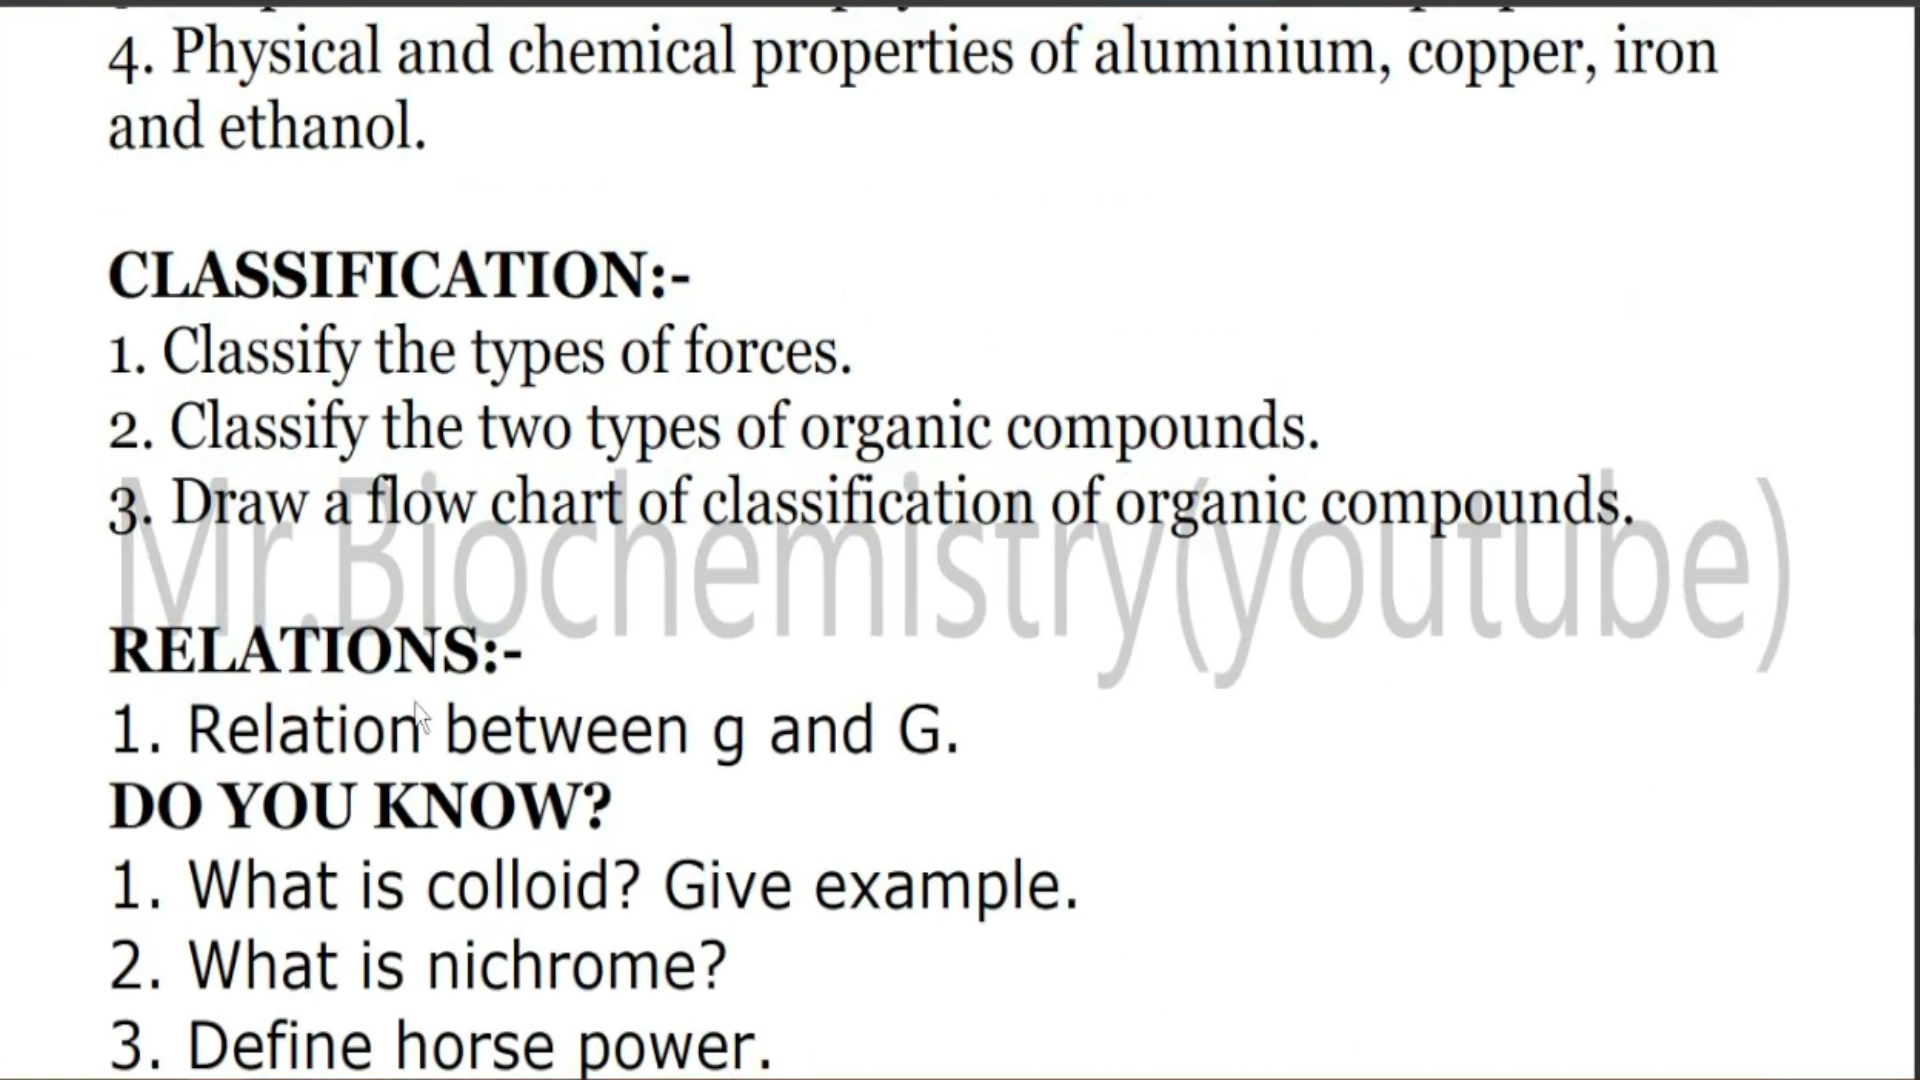 4. Physical and chemical properties of aluminium, copper, iron
and ethanol.
CLASSIFICATION:-
1. Classify the types of forces.
2. Classify the two types of organic compounds.
3. Draw a flow chart of classification of organic compounds.
Mr.Biochemistry(youtube)
RELATIONS:-
1. Relation between g and G.
DO YOU KNOW?
1. What is colloid? Give example.
2. What is nichrome?
3. Define horse power.